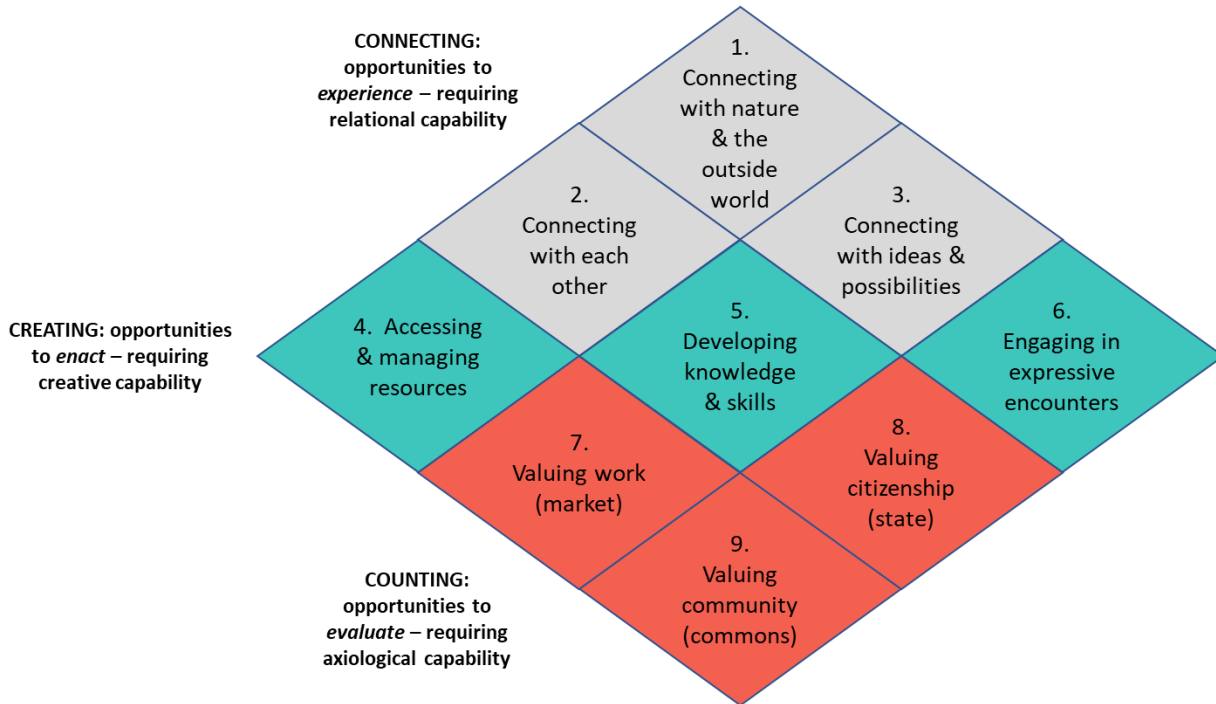 CONNECTING:
opportunities to
experience – requiring
relational capability
1.
Connecting
with nature
& the
outside
world
2.
Connecting
with each
other
3.
Connecting
with ideas &
possibilities
CREATING: opportunities
to enact – requiring
creative capability
4. Accessing
& managing
resources
5.
Developing
knowledge
& skills
6.
Engaging in
expressive
encounters
7.
Valuing work
(market)
8.
Valuing
citizenship
(state)
COUNTING:
opportunities to
evaluate – requiring
axiological capability
9.
Valuing
community
(commons)